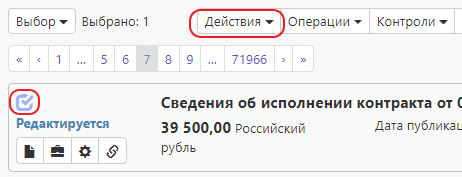 Выбор Выбрано: 1 Действия Операции Контроли
« ‹ 1 ... 5 6 7 8 9 ... 71966 › »
Сведения об исполнении контракта от
Редактируется 39 500,00 Российский рубль Дата публикац